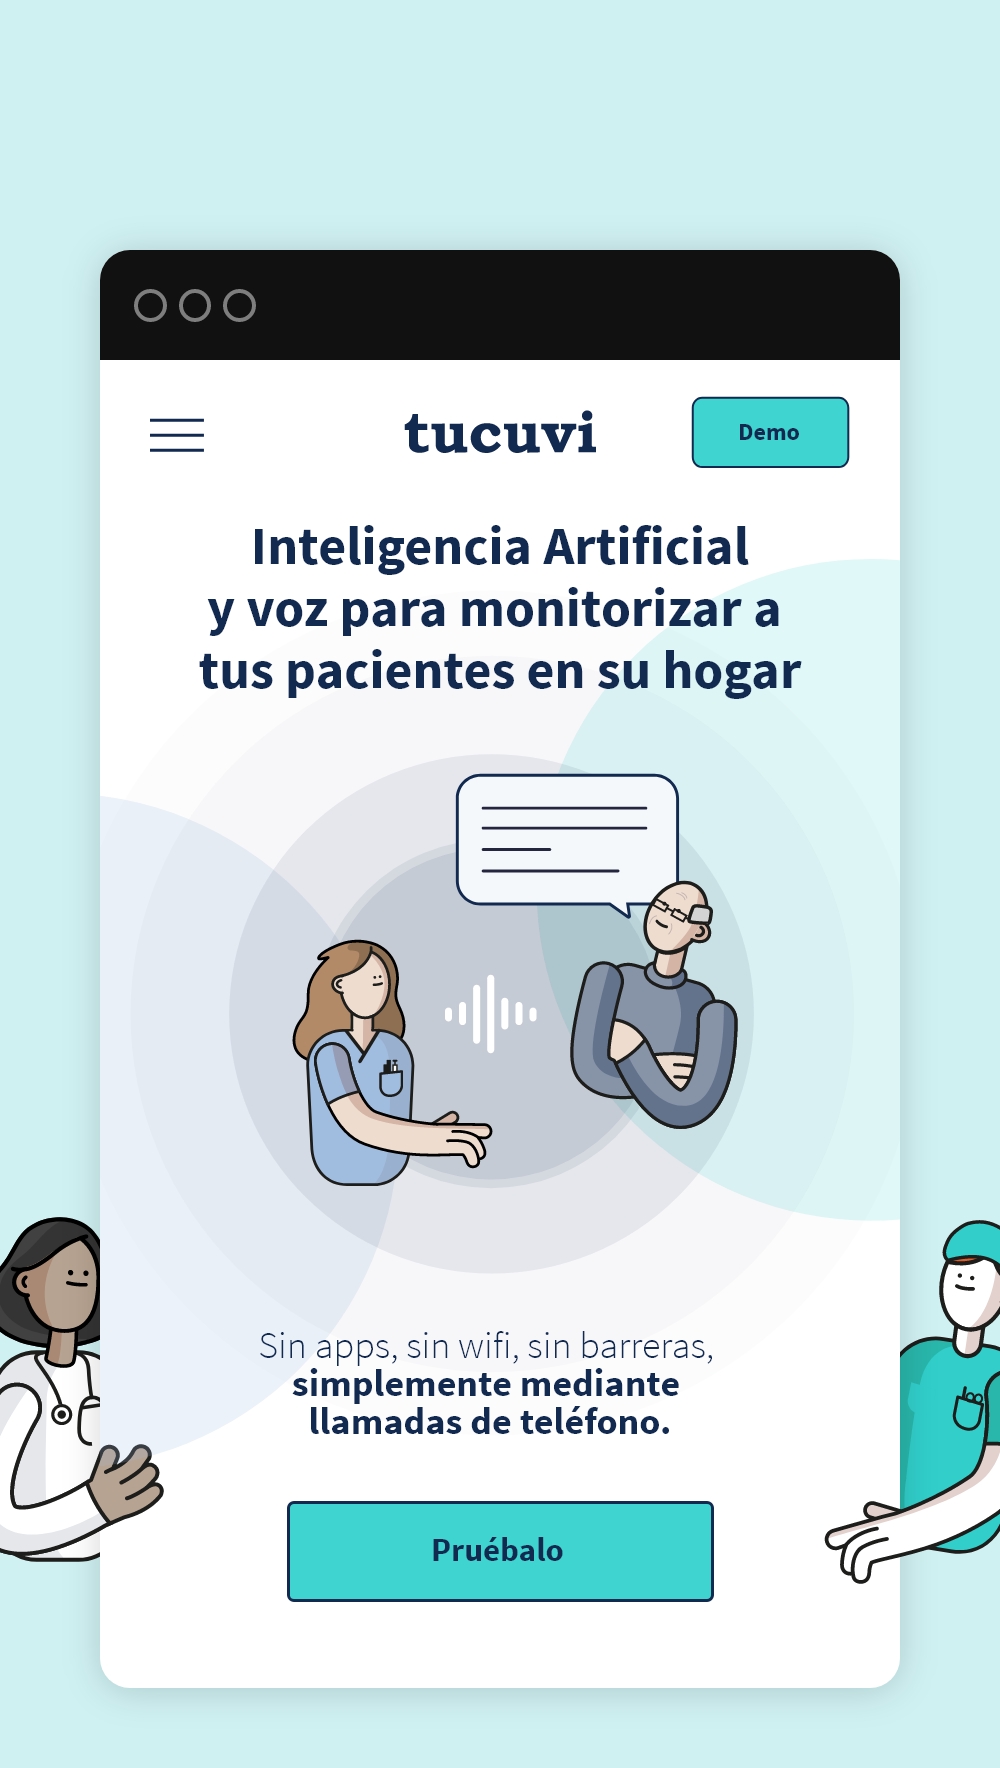 tucuvi
Demo
Inteligencia Artificial
y voz para monitorizar a
tus pacientes en su hogar
Sin apps, sin wifi, sin barreras,
simplemente mediante
llamadas de teléfono.
Pruébalo